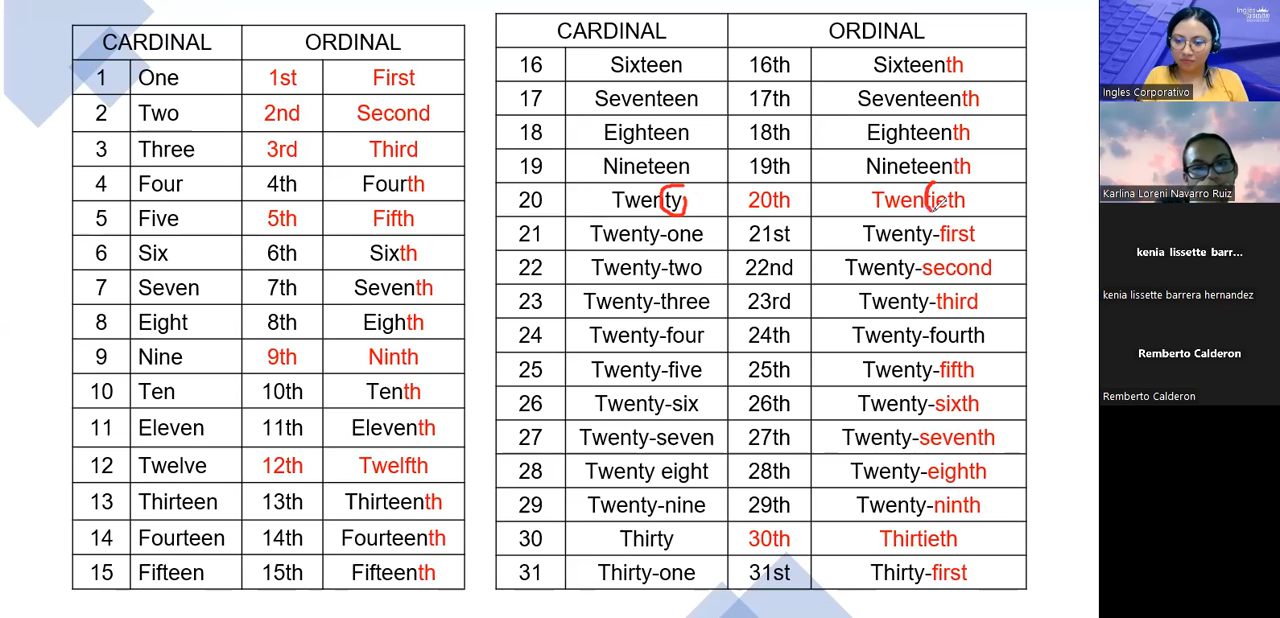 CARDINAL ORDINAL
1 One 1st First
2 Two 2nd Second
3 Three 3rd Third
4 Four 4th Fourth
5 Five 5th Fifth
6 Six 6th Sixth
7 Seven 7th Seventh
8 Eight 8th Eighth
9 Nine 9th Ninth
10 Ten 10th Tenth
11 Eleven 11th Eleventh
12 Twelve 12th Twelfth
13 Thirteen 13th Thirteenth
14 Fourteen 14th Fourteenth
15 Fifteen 15th Fifteenth
CARDINAL ORDINAL
16 Sixteen 16th Sixteenth
17 Seventeen 17th Seventeenth
18 Eighteen 18th Eighteenth
19 Nineteen 19th Nineteenth
20 Twenty 20th Twentieth
21 Twenty-one 21st Twenty-first
22 Twenty-two 22nd Twenty-second
23 Twenty-three 23rd Twenty-third
24 Twenty-four 24th Twenty-fourth
25 Twenty-five 25th Twenty-fifth
26 Twenty-six 26th Twenty-sixth
27 Twenty-seven 27th Twenty-seventh
28 Twenty eight 28th Twenty-eighth
29 Twenty-nine 29th Twenty-ninth
30 Thirty 30th Thirtieth
31 Thirty-one 31st Thirty-first
Ingles
Ingles Corporativo
Karlina Loreni Navarro Ruiz
kenia lissette barr...
kenia lissette barrera hernandez
Remberto Calderon
Remberto Calderon